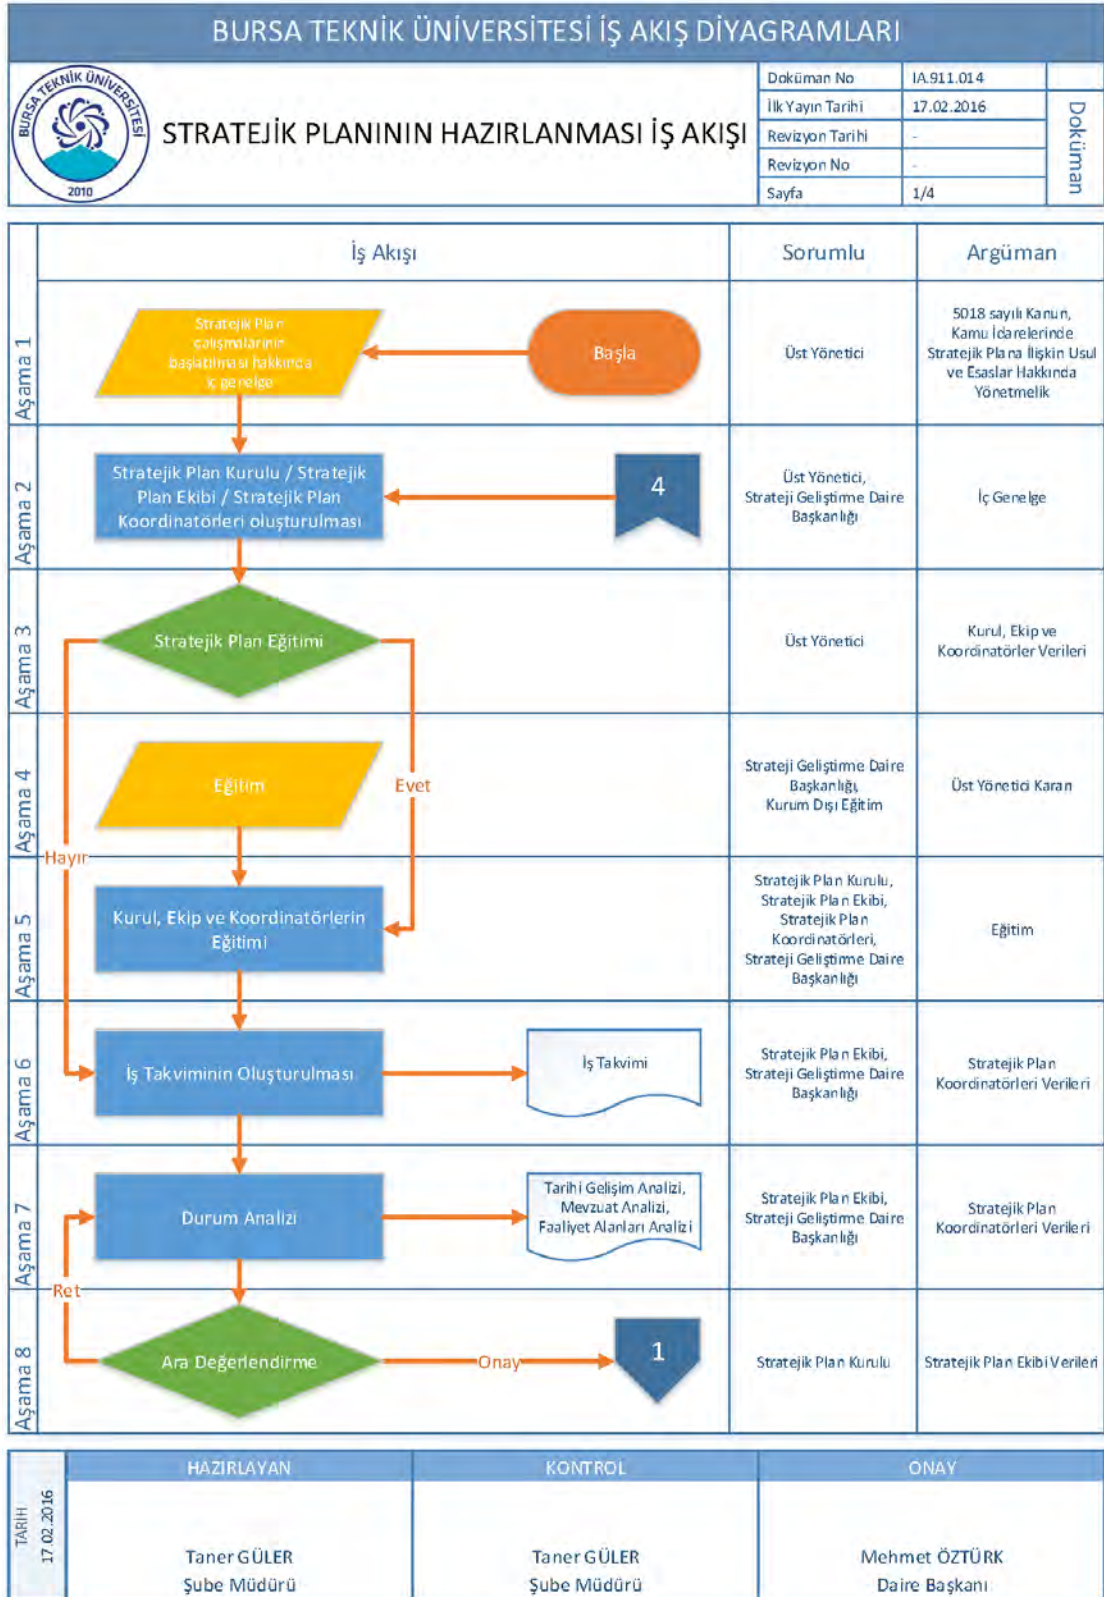 BURSA TEKNİK ÜNİVERSİTESİ İŞ AKIŞ DİYAGRAMLARI
BURSA TEKNİK ÜNİVERSİTESİ
2010
STRATEJİK PLANININ HAZIRLANMASI İŞ AKIŞI
Doküman No IA.911.014
İlk Yayın Tarihi 17.02.2016
Revizyon Tarihi -
Revizyon No -
Sayfa 1/4
Doküman
İş Akışı Sorumlu Argüman
Aşama 1
Stratejik Plan
çalışmalarının
başlatılması hakkında
iç genelge
Başla
Üst Yönetici
5018 sayılı Kanun,
Kamu İdarelerinde
Stratejik Plana İlişkin Usul
ve Esaslar Hakkında
Yönetmelik
Aşama 2
Stratejik Plan Kurulu / Stratejik
Plan Ekibi / Stratejik Plan
Koordinatörleri oluşturulması
4
Üst Yönetici,
Strateji Geliştirme Daire
Başkanlığı
İç Genelge
Aşama 3
Stratejik Plan Eğitimi
Üst Yönetici
Kurul, Ekip ve
Koordinatörler Verileri
Aşama 4
Eğitim
Evet
Strateji Geliştirme Daire
Başkanlığı,
Kurum Dışı Eğitim
Üst Yönetici Kararı
Hayır
Aşama 5
Kurul, Ekip ve Koordinatörlerin
Eğitimi
Stratejik Plan Kurulu,
Stratejik Plan Ekibi,
Stratejik Plan
Koordinatörleri,
Strateji Geliştirme Daire
Başkanlığı
Eğitim
Aşama 6
İş Takviminin Oluşturulması
İş Takvimi
Stratejik Plan Ekibi,
Strateji Geliştirme Daire
Başkanlığı
Stratejik Plan
Koordinatörleri Verileri
Aşama 7
Durum Analizi
Tarihi Gelişim Analizi,
Mevzuat Analizi,
Faaliyet Alanları Analizi
Stratejik Plan Ekibi,
Strateji Geliştirme Daire
Başkanlığı
Stratejik Plan
Koordinatörleri Verileri
Ret
Aşama 8
Ara Değerlendirme
Onay
1
Stratejik Plan Kurulu
Stratejik Plan Ekibi Verileri
TARİH
17.02.2016
HAZIRLAYAN KONTROL ONAY
Taner GÜLER Taner GÜLER Mehmet ÖZTÜRK
Şube Müdürü Şube Müdürü Daire Başkanı